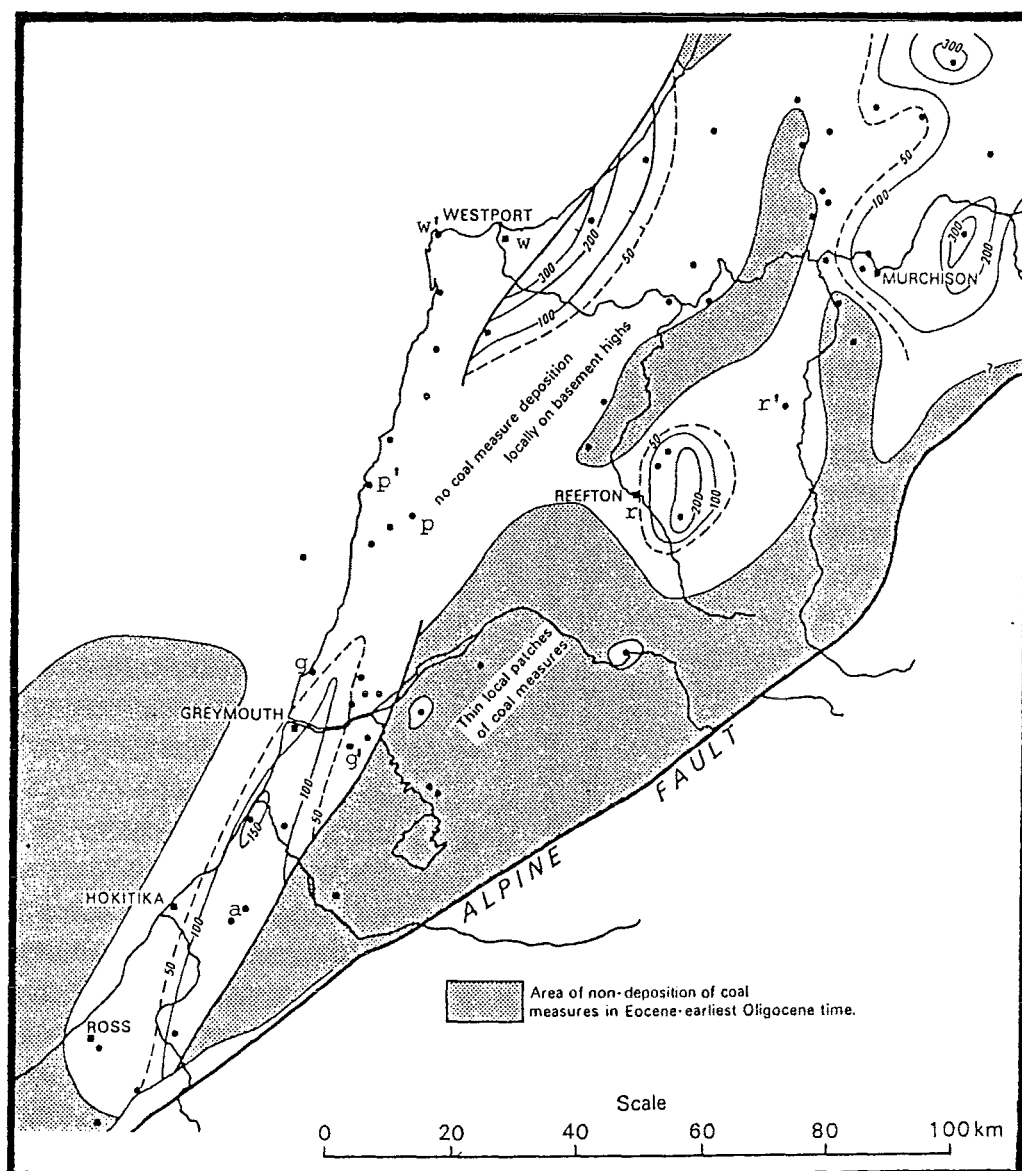 300
50
100
WESTPORT
w'
w
200
300
50
100
300
200
MURCHISON
?
no coal measure deposition
locally on basement highs
r'
p'
p
50
100
200
REEFTON
r
Thin local patches
of coal measures
g
GREYMOUTH
g'
100
50
150
ALPINE FAULT
HOKITIKA
a
100
50
ROSS
Area of non-deposition of coal
measures in Eocene-earliest Oligocene time.
Scale
0 20 40 60 80 100 km